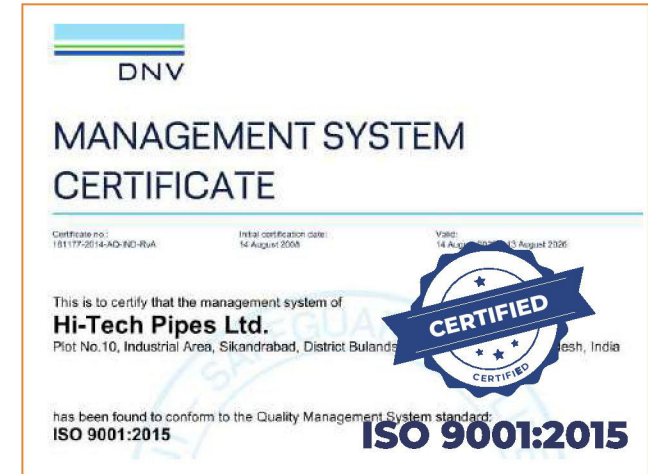 DNV
MANAGEMENT SYSTEM
CERTIFICATE
Certificate no.:
181177-2014-AQ-IND-RvA
Initial certification date:
14 August 2008
Valid:
14 August 13 August 2026
This is to certify that the management system of
Hi-Tech Pipes Ltd.
Plot No.10, Industrial Area, Sikandrabad, District India
CERTIFIED
CERTIFIED
has been found to conform to the Quality Management System standard:
ISO 9001:2015
ISO 9001:2015